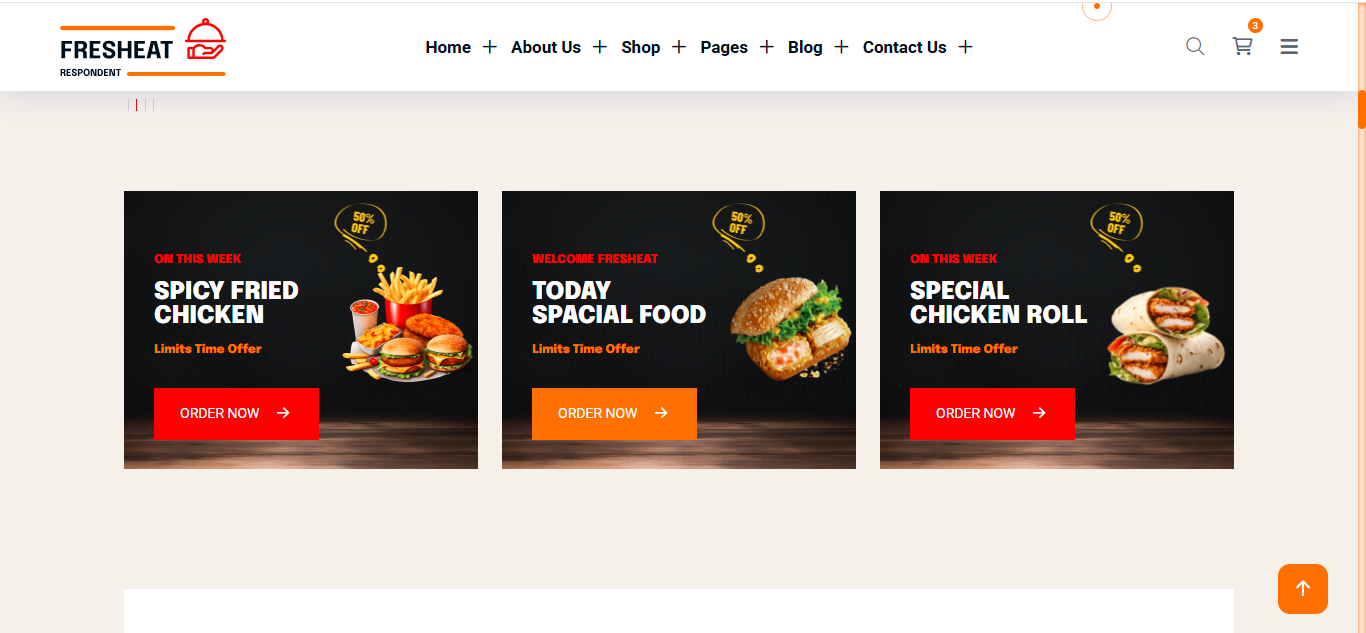 FRESHEAT
RESPONDENT
Home + About Us + Shop + Pages + Blog + Contact Us +
3
50%
OFF
ON THIS WEEK
SPICY FRIED
CHICKEN
Limits Time Offer
ORDER NOW
50%
OFF
WELCOME FRESHEAT
TODAY
SPACIAL FOOD
Limits Time Offer
ORDER NOW
50%
OFF
ON THIS WEEK
SPECIAL
CHICKEN ROLL
Limits Time Offer
ORDER NOW